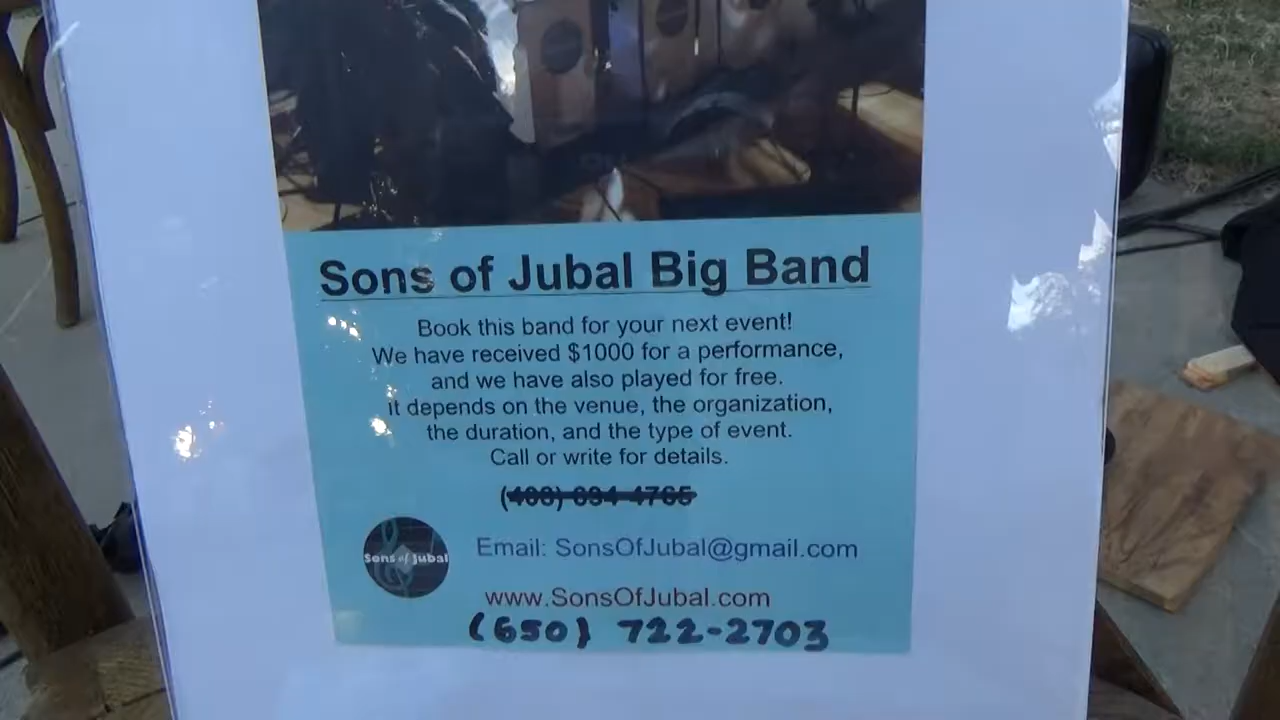 Sons of Jubal Big Band
Book this band for your next event!
We have received $1000 for a performance,
and we have also played for free.
it depends on the venue, the organization,
the duration, and the type of event.
Call or write for details.
Sons of Jubal
Email: SonsOfJubal@gmail.com
www.SonsOfJubal.com
(650) 722-2703